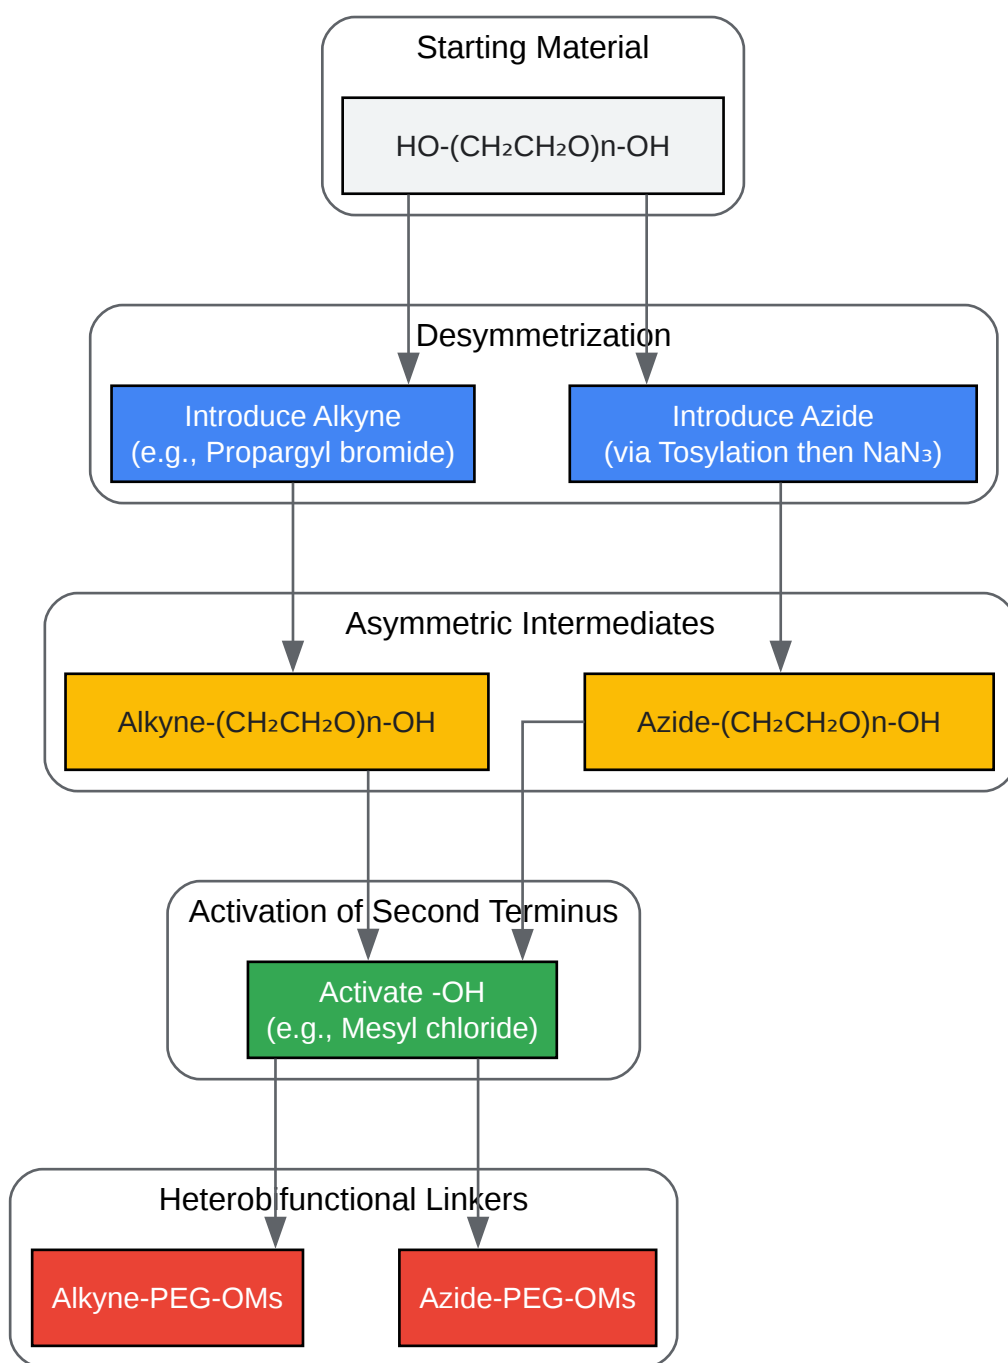 Starting Material
HO-(CH₂CH₂O)n-OH
Desymmetrization
Introduce Alkyne
(e.g., Propargyl bromide)
Introduce Azide
(via Tosylation then NaN₃)
Asymmetric Intermediates
Alkyne-(CH₂CH₂O)n-OH
Azide-(CH₂CH₂O)n-OH
Activation of Second Terminus
Activate -OH
(e.g., Mesyl chloride)
Heterobifunctional Linkers
Alkyne-PEG-OMs
Azide-PEG-OMs